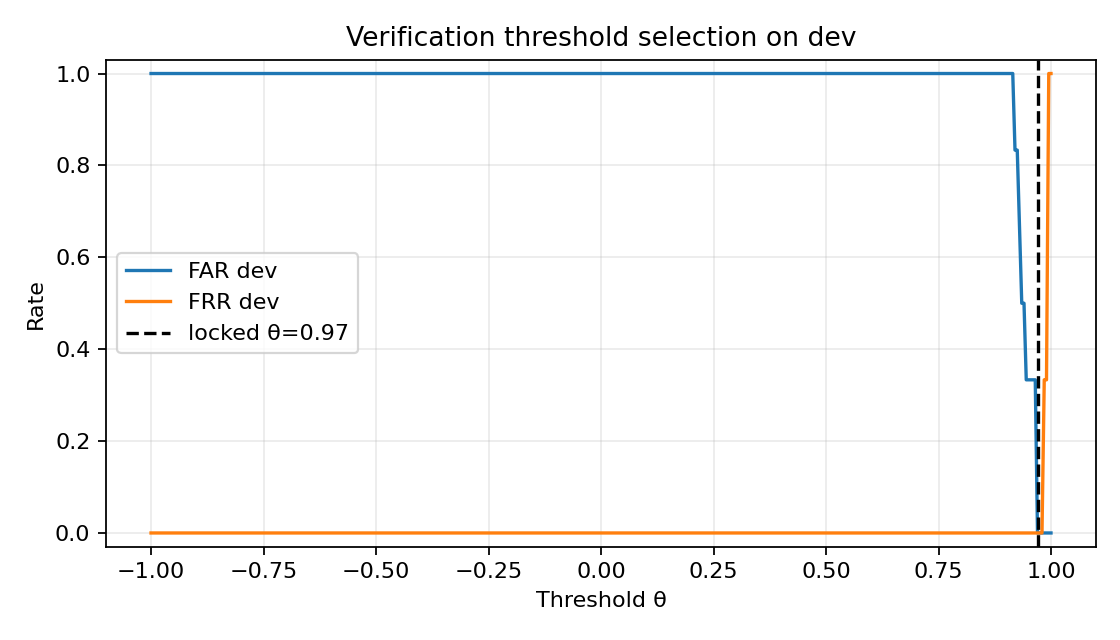 Verification threshold selection on dev
Rate
1.0
0.8
0.6
0.4
0.2
0.0
FAR dev
FRR dev
locked θ=0.97
−1.00 −0.75 −0.50 −0.25 0.00 0.25 0.50 0.75 1.00
Threshold θ